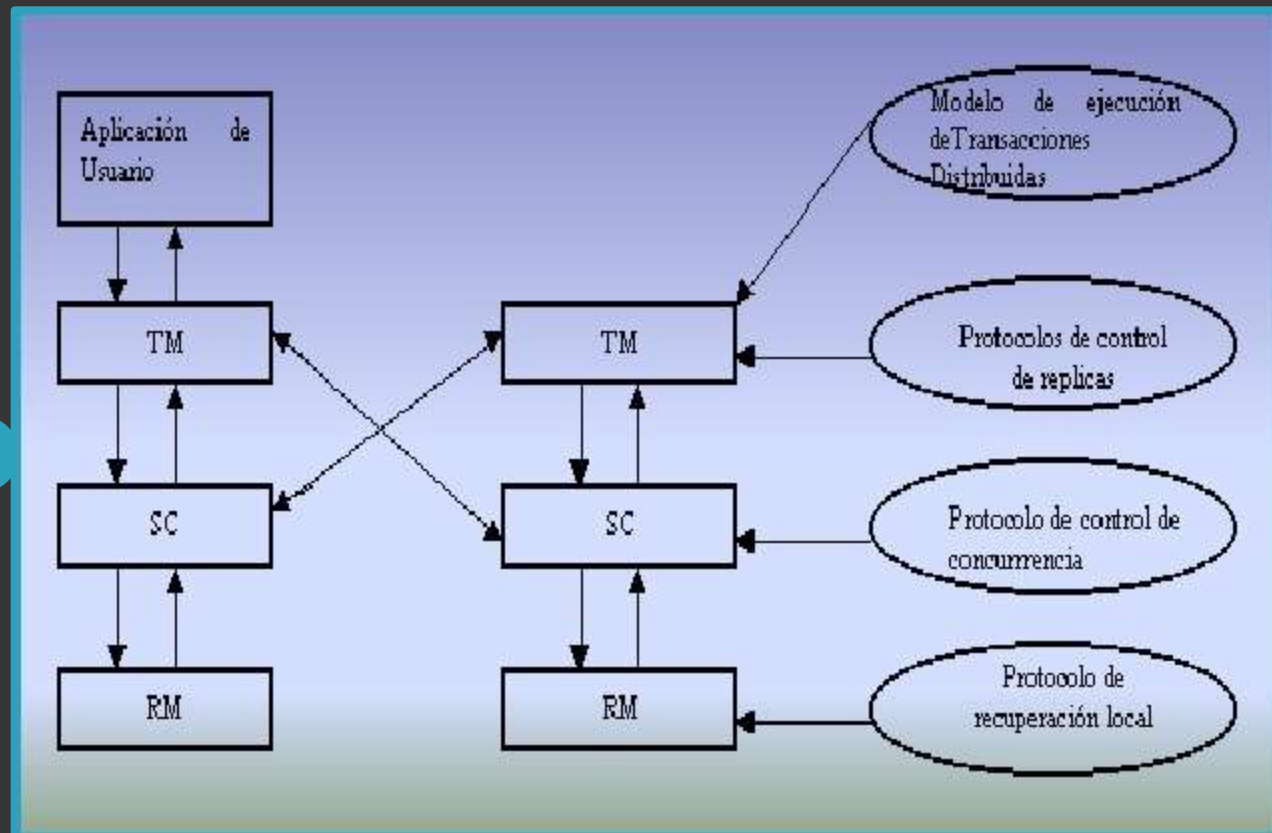 Aplicación de
Usuario
Modelo de ejecución
deTransacciones
Distribuidas
TM
TM
Protocolos de control
de replicas
SC
SC
Protocolo de control de
concurrrencia
RM
RM
Protocolo de
recuperación local